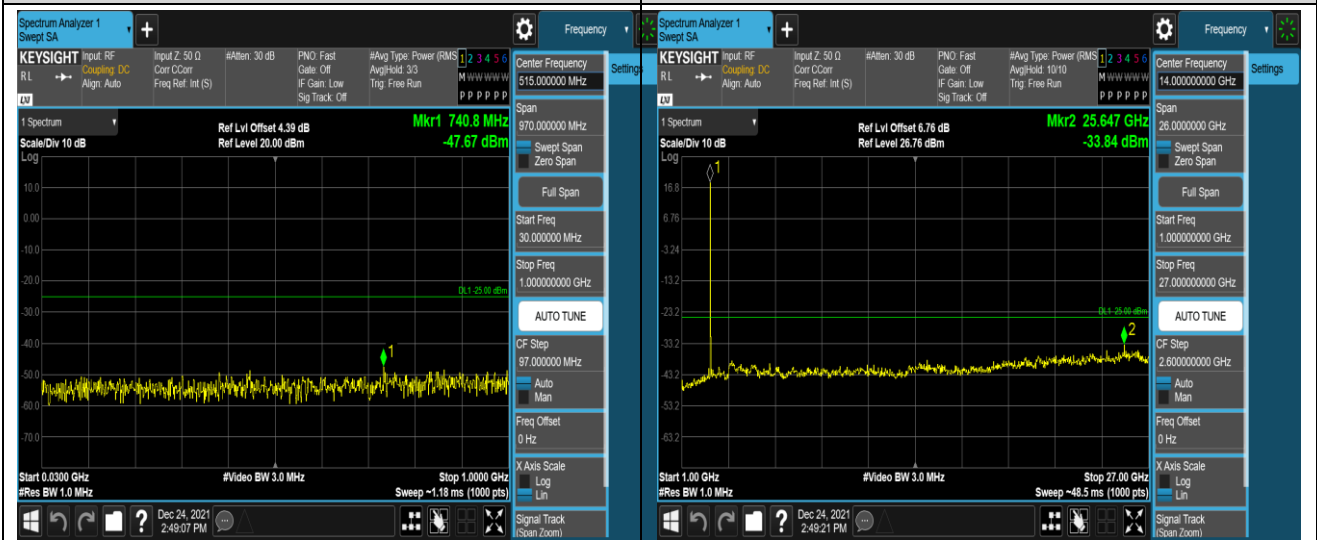 Spectrum Analyzer 1
Swept SA
+
Frequency
KEYSIGHT
Input: RF
Coupling: DC
Align: Auto
Input Z: 50 Ω
Corr CCorr
Freq Ref: Int (S)
#Atten: 30 dB
PNO: Fast
Gate: Off
IF Gain: Low
Sig Track: Off
#Avg Type: Power (RMS
Avg|Hold: 3/3
Trig: Free Run
1 2 3 4 5 6
M W W W W W
P P P P P P
R L
LXI
Center Frequency
515.000000 MHz
Settings
Span
970.000000 MHz
Swept Span
Zero Span
Full Span
Start Freq
30.000000 MHz
Stop Freq
1.000000000 GHz
AUTO TUNE
CF Step
97.000000 MHz
Auto
Man
Freq Offset
0 Hz
X Axis Scale
Log
Lin
Signal Track
(Span Zoom)
1 Spectrum
Scale/Div 10 dB
Log
Ref Lvl Offset 4.39 dB
Ref Level 20.00 dBm
Mkr1 740.8 MHz
-47.67 dBm
10.0
0.00
-10.0
-20.0
DL1 -25.00 dBm
-30.0
-40.0
1
-50.0
-60.0
-70.0
Start 0.0300 GHz
#Res BW 1.0 MHz
#Video BW 3.0 MHz
Stop 1.0000 GHz
Sweep ~1.18 ms (1000 pts)
?
Dec 24, 2021
2:49:07 PM
Spectrum Analyzer 1
Swept SA
+
Frequency
KEYSIGHT
Input: RF
Coupling: DC
Align: Auto
Input Z: 50 Ω
Corr CCorr
Freq Ref: Int (S)
#Atten: 30 dB
PNO: Fast
Gate: Off
IF Gain: Low
Sig Track: Off
#Avg Type: Power (RMS
Avg|Hold: 10/10
Trig: Free Run
1 2 3 4 5 6
M W W W W W
P P P P P P
R L
LXI
Center Frequency
14.000000000 GHz
Settings
Span
26.0000000 GHz
Swept Span
Zero Span
Full Span
Start Freq
1.000000000 GHz
Stop Freq
27.000000000 GHz
AUTO TUNE
CF Step
2.600000000 GHz
Auto
Man
Freq Offset
0 Hz
X Axis Scale
Log
Lin
Signal Track
(Span Zoom)
1 Spectrum
Scale/Div 10 dB
Log
Ref Lvl Offset 6.76 dB
Ref Level 26.76 dBm
Mkr2 25.647 GHz
-33.84 dBm
1
16.8
6.76
-3.24
-13.2
-23.2
DL1 -25.00 dBm
2
-33.2
-43.2
-53.2
-63.2
Start 1.00 GHz
#Res BW 1.0 MHz
#Video BW 3.0 MHz
Stop 27.00 GHz
Sweep ~48.5 ms (1000 pts)
?
Dec 24, 2021
2:49:21 PM